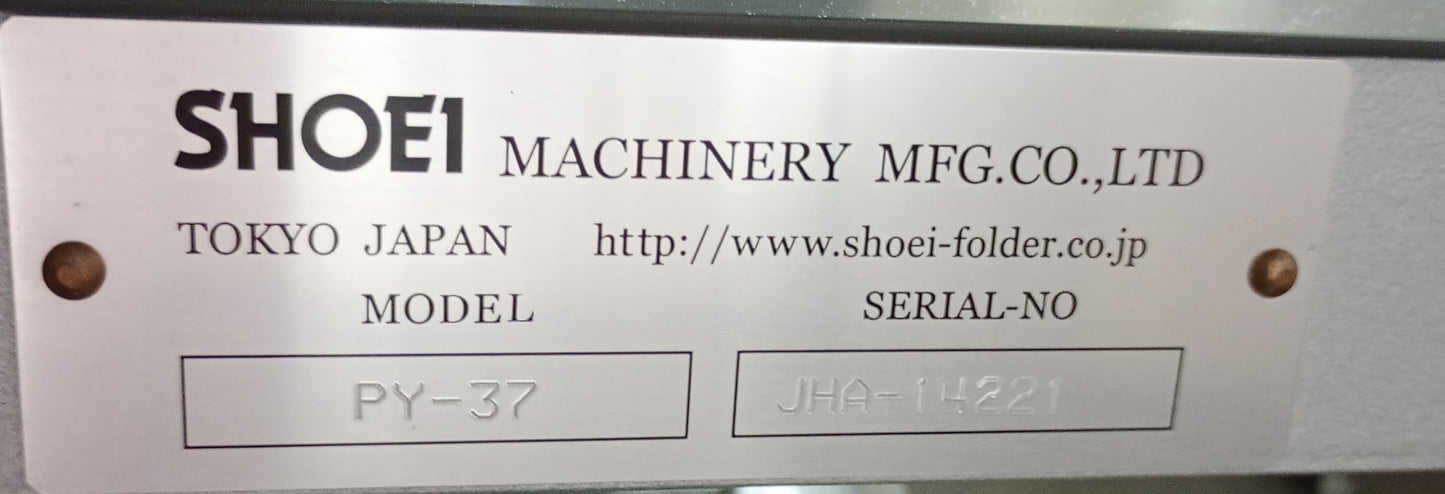 SHOEI MACHINERY MFG.CO.,LTD
TOKYO JAPAN http://www.shoei-folder.co.jp
MODEL SERIAL-NO
PY-37 JHA-14221